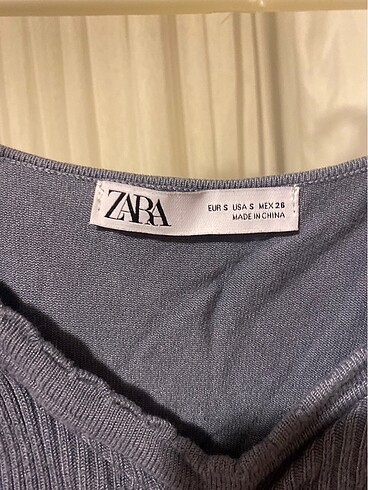 ZARA
EUR S USA S MEX 26
MADE IN CHINA